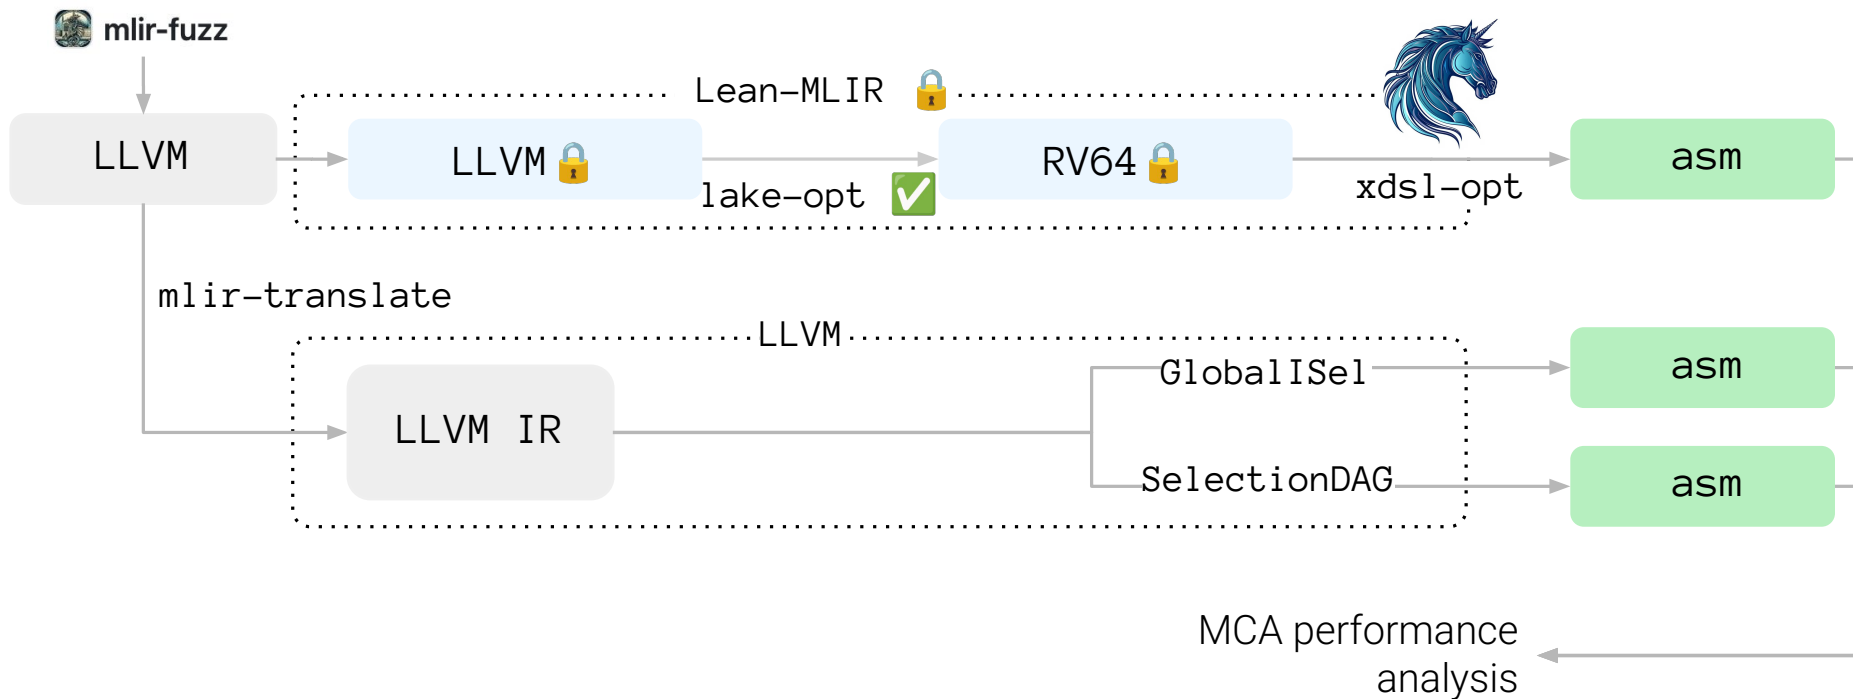 mlir-fuzz
Lean-MLIR
LLVM
LLVM
RV64
asm
lake-opt
xdsl-opt
mlir-translate
LLVM
GlobalISel
asm
LLVM IR
SelectionDAG
asm
MCA performance
analysis